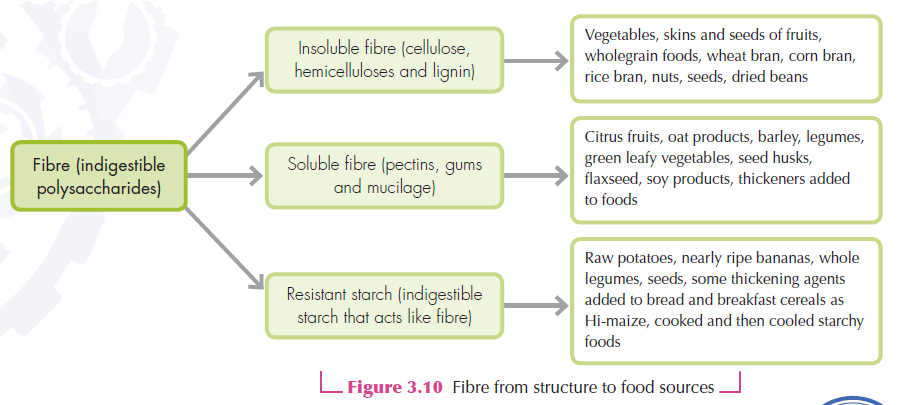 Fibre (indigestible
polysaccharides)
Insoluble fibre (cellulose,
hemicelluloses and lignin)
Vegetables, skins and seeds of fruits,
wholegrain foods, wheat bran, corn bran,
rice bran, nuts, seeds, dried beans
Soluble fibre (pectins, gums
and mucilage)
Citrus fruits, oat products, barley, legumes,
green leafy vegetables, seed husks,
flaxseed, soy products, thickeners added
to foods
Resistant starch (indigestible
starch that acts like fibre)
Raw potatoes, nearly ripe bananas, whole
legumes, seeds, some thickening agents
added to bread and breakfast cereals as
Hi-maize, cooked and then cooled starchy
foods
Figure 3.10 Fibre from structure to food sources